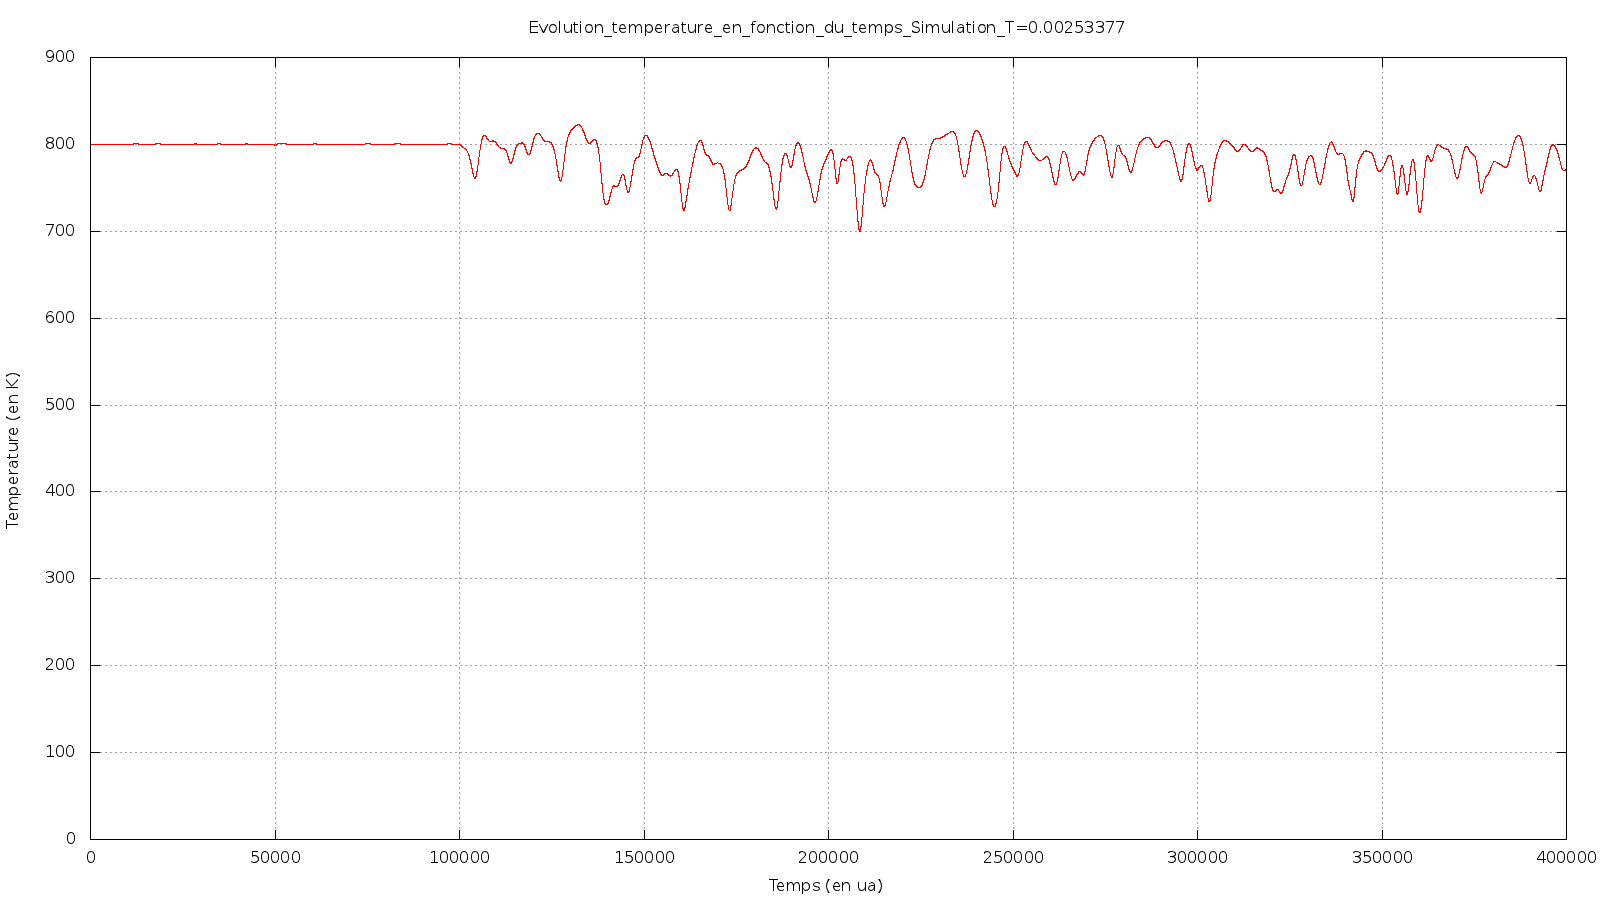 Evolution_temperature_en_fonction_du_temps_Simulation_T=0.00253377
900
800
700
600
500
400
300
200
100
0
Temperature (en K)
0 50000 100000 150000 200000 250000 300000 350000 400000
Temps (en ua)